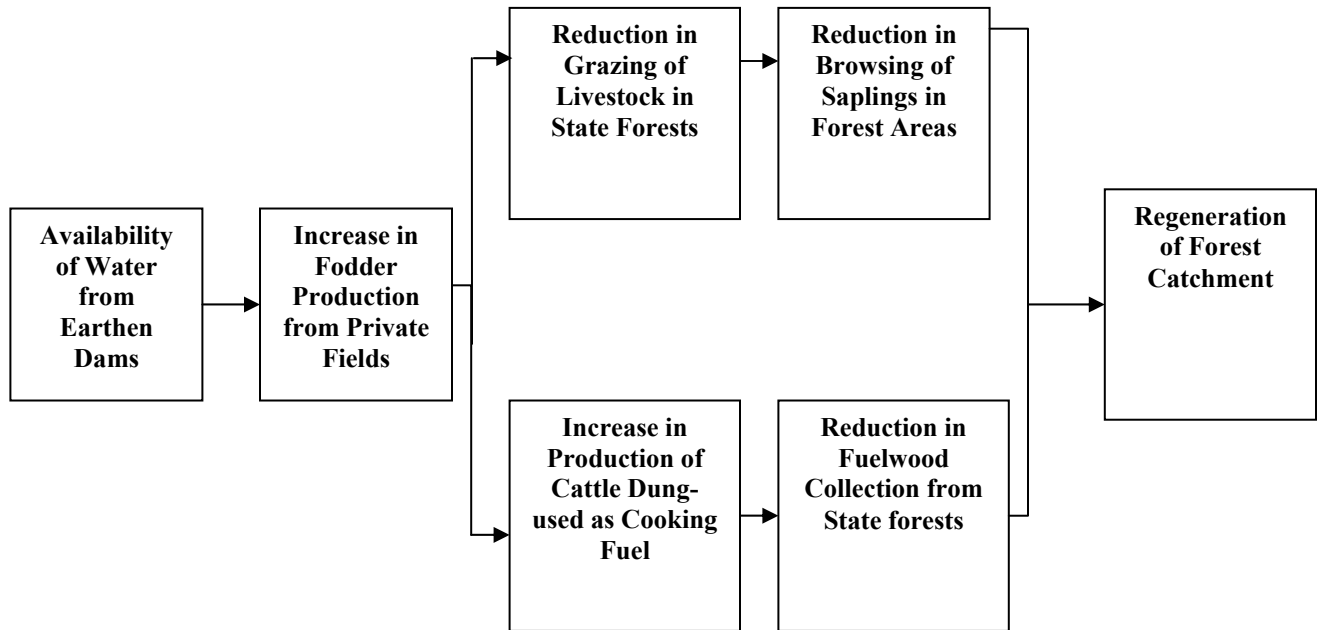 Availability
of Water
from
Earthen
Dams
Increase in
Fodder
Production
from Private
Fields
Reduction in
Grazing of
Livestock in
State Forests
Reduction in
Browsing of
Saplings in
Forest Areas
Increase in
Production of
Cattle Dung-
used as Cooking
Fuel
Reduction in
Fuelwood
Collection from
State forests
Regeneration
of Forest
Catchment